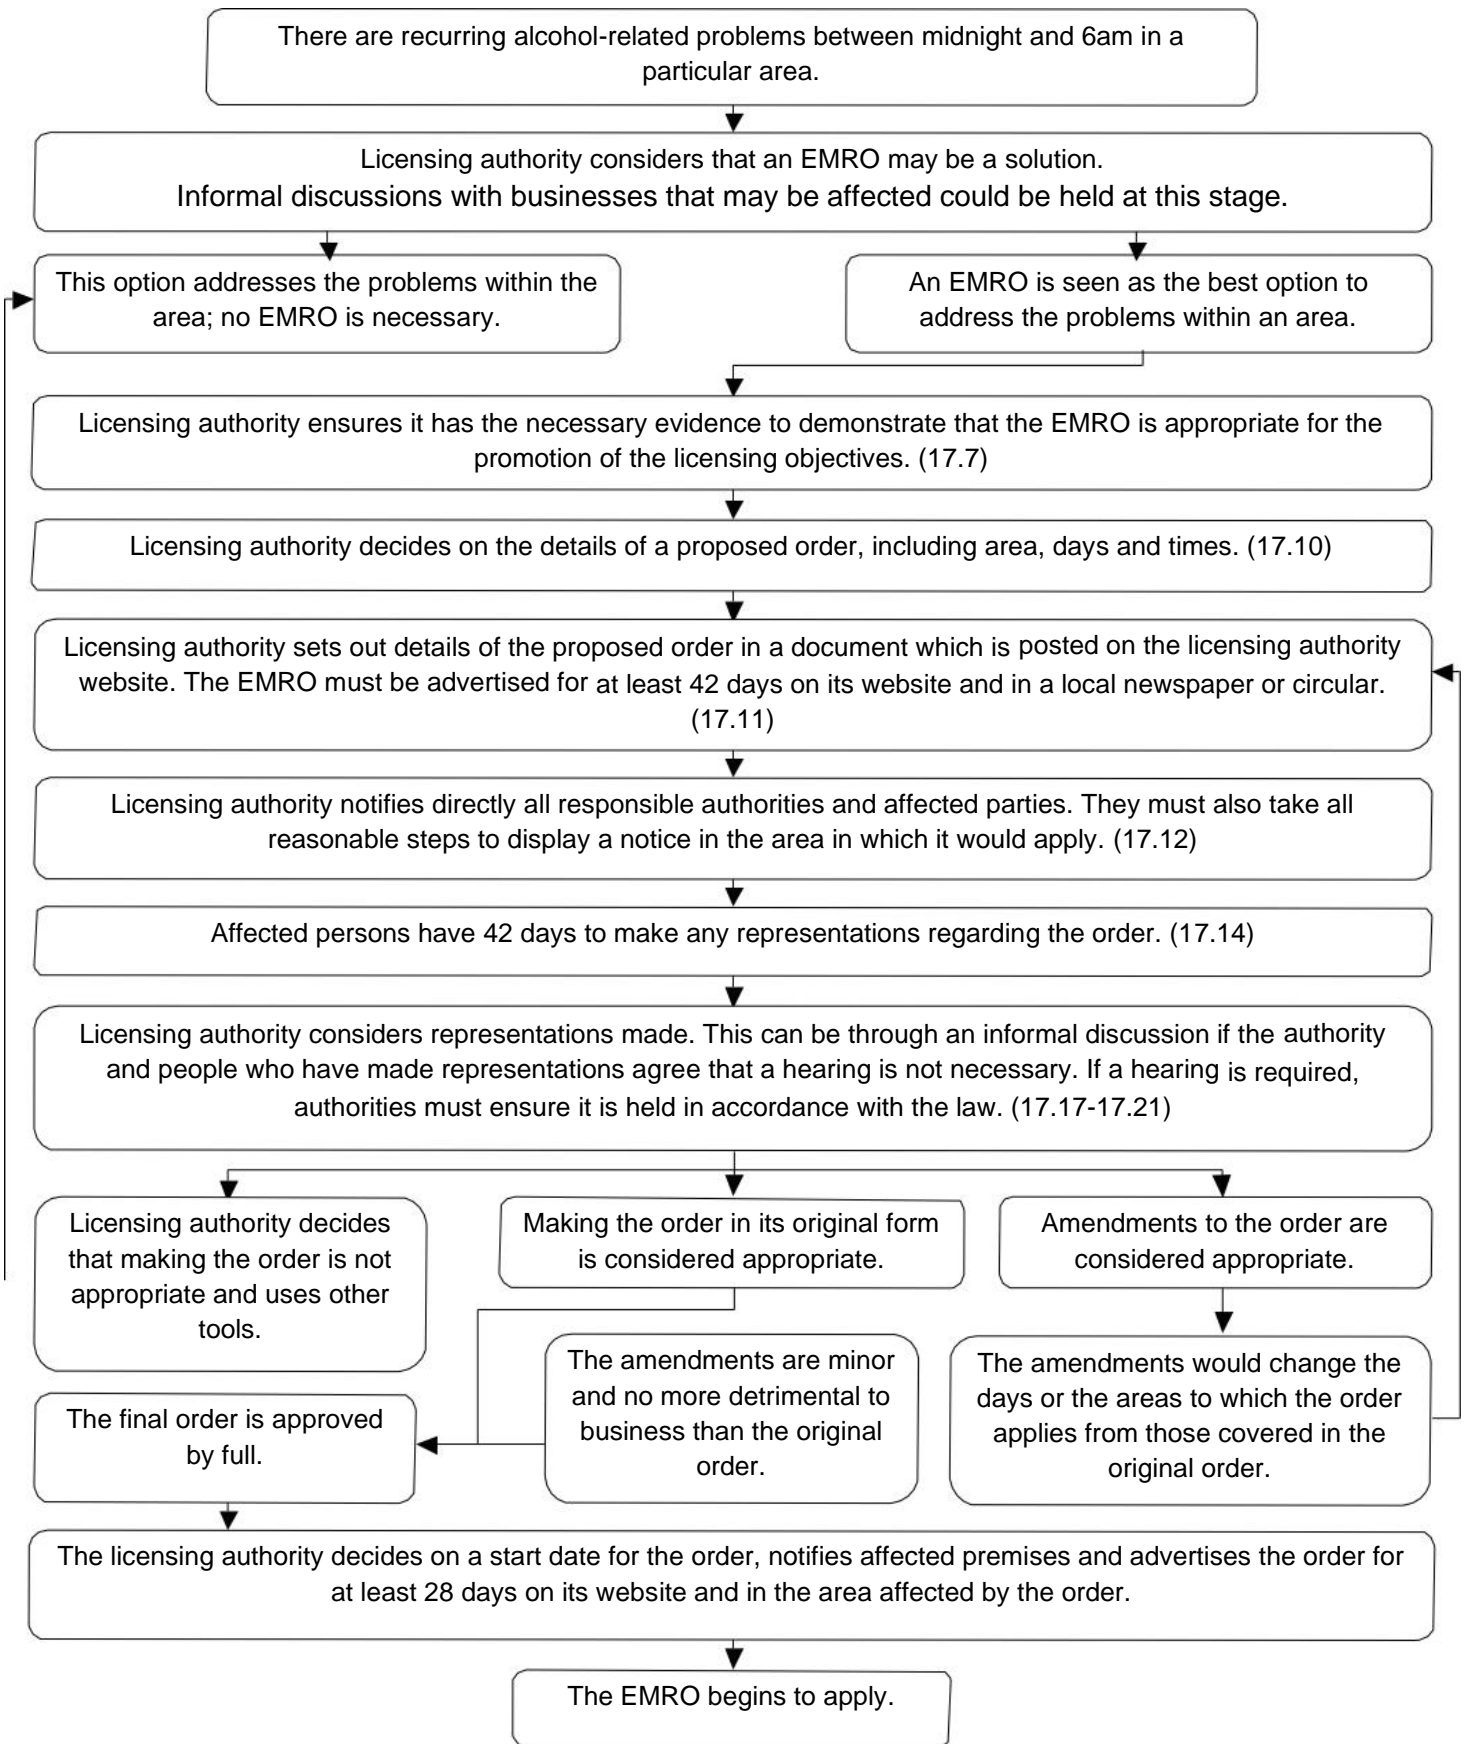 There are recurring alcohol-related problems between midnight and 6am in a
particular area.
Licensing authority considers that an EMRO may be a solution.
Informal discussions with businesses that may be affected could be held at this stage.
This option addresses the problems within the
area; no EMRO is necessary.
An EMRO is seen as the best option to
address the problems within an area.
Licensing authority ensures it has the necessary evidence to demonstrate that the EMRO is appropriate for the
promotion of the licensing objectives. (17.7)
Licensing authority decides on the details of a proposed order, including area, days and times. (17.10)
Licensing authority sets out details of the proposed order in a document which is posted on the licensing authority
website. The EMRO must be advertised for at least 42 days on its website and in a local newspaper or circular.
(17.11)
Licensing authority notifies directly all responsible authorities and affected parties. They must also take all
reasonable steps to display a notice in the area in which it would apply. (17.12)
Affected persons have 42 days to make any representations regarding the order. (17.14)
Licensing authority considers representations made. This can be through an informal discussion if the authority
and people who have made representations agree that a hearing is not necessary. If a hearing is required,
authorities must ensure it is held in accordance with the law. (17.17-17.21)
Licensing authority decides
that making the order is not
appropriate and uses other
tools.
Making the order in its original form
is considered appropriate.
Amendments to the order are
considered appropriate.
The amendments are minor
and no more detrimental to
business than the original
order.
The amendments would change the
days or the areas to which the order
applies from those covered in the
original order.
The final order is approved
by full.
The licensing authority decides on a start date for the order, notifies affected premises and advertises the order for
at least 28 days on its website and in the area affected by the order.
The EMRO begins to apply.